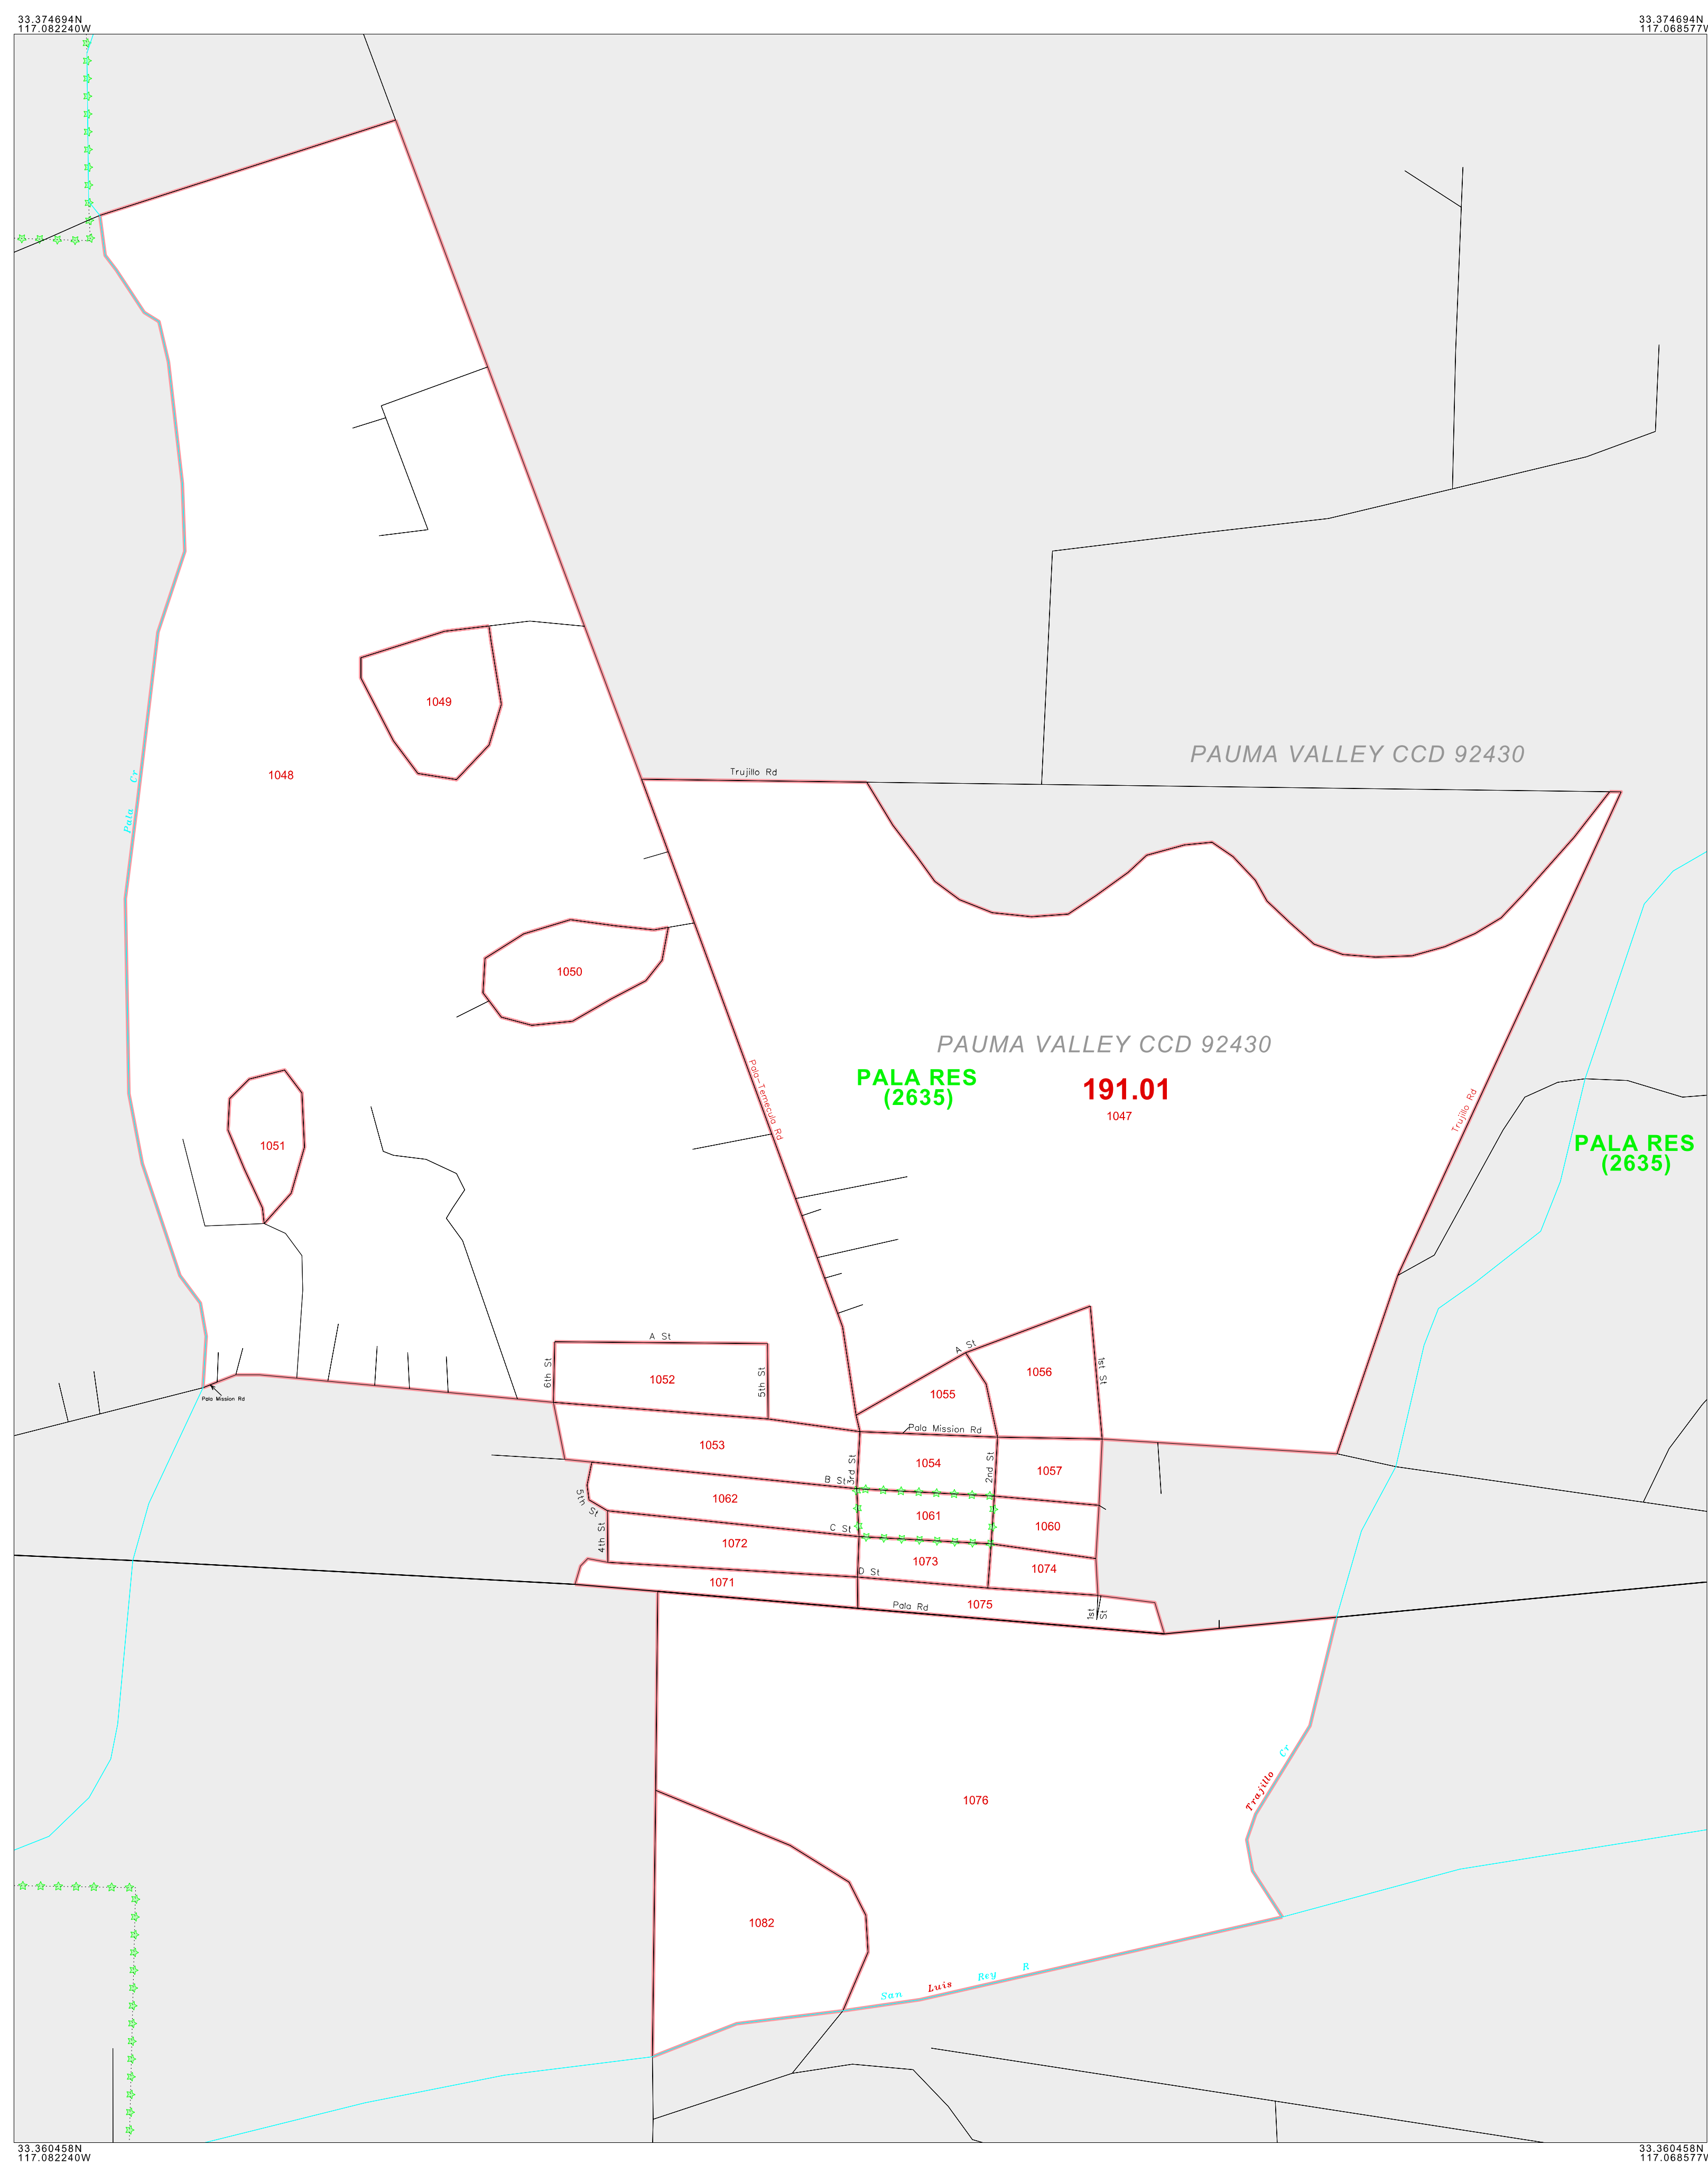 33.374694N
117.082240W
33.374694N
117.068577W
1049
PAUMA VALLEY CCD 92430
1048
Trujillo Rd
Pala Cr
1050
PAUMA VALLEY CCD 92430
PALA RES
(2635)
191.01
1047
Pala-Temecula Rd
Trujillo Rd
1051
PALA RES
(2635)
A St
A St
6th St
1052
5th St
1055
1056
1st St
Pala Mission Rd
Pala Mission Rd
1053
3rd St
1054
2nd St
1057
B St
5th St
1062
1061
1060
C St
4th St
1072
1073
1074
D St
1071
1075
Pala Rd
1st St
Trajillo Cr
1076
1082
San Luis Rey R
33.360458N
117.082240W
33.360458N
117.068577W